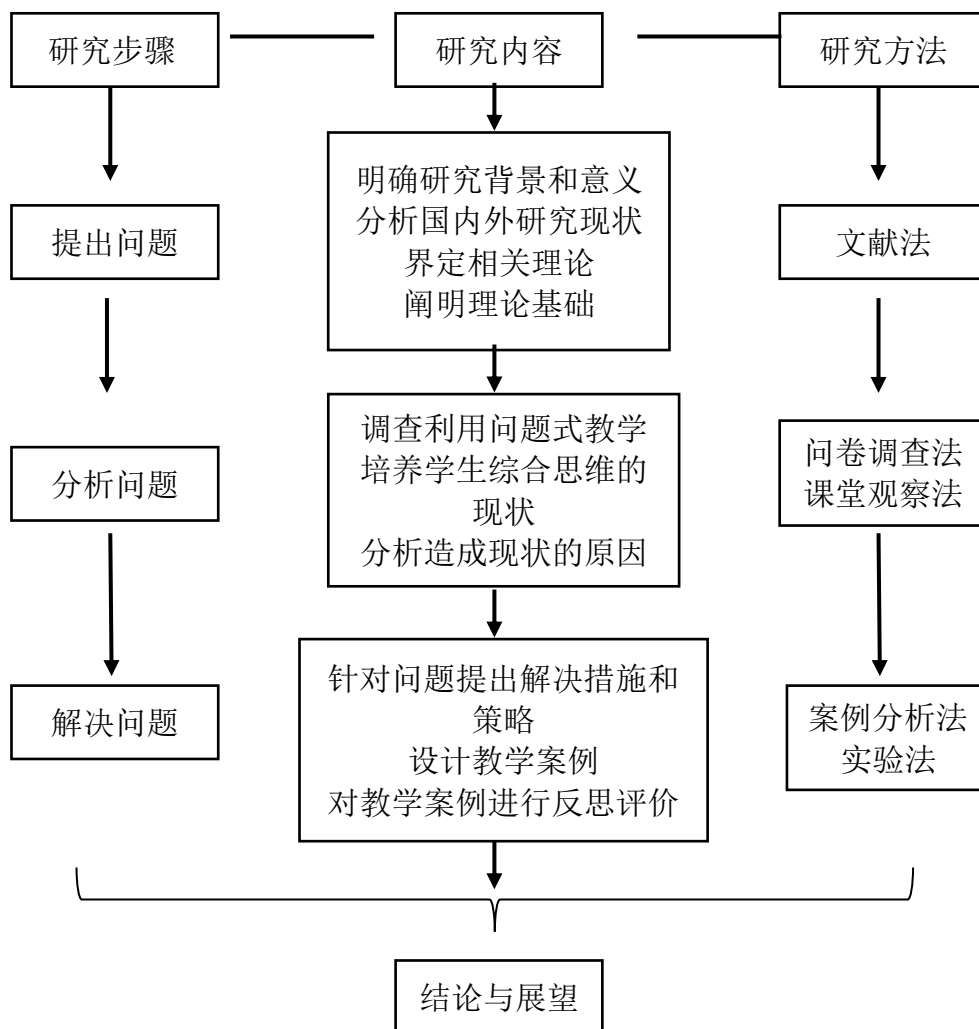 研究步骤
研究内容
研究方法
明确研究背景和意义
分析国内外研究现状
界定相关理论
阐明理论基础
提出问题
文献法
调查利用问题式教学
培养学生综合思维的
现状
分析造成现状的原因
分析问题
问卷调查法
课堂观察法
针对问题提出解决措施和
策略
设计教学案例
对教学案例进行反思评价
解决问题
案例分析法
实验法
结论与展望